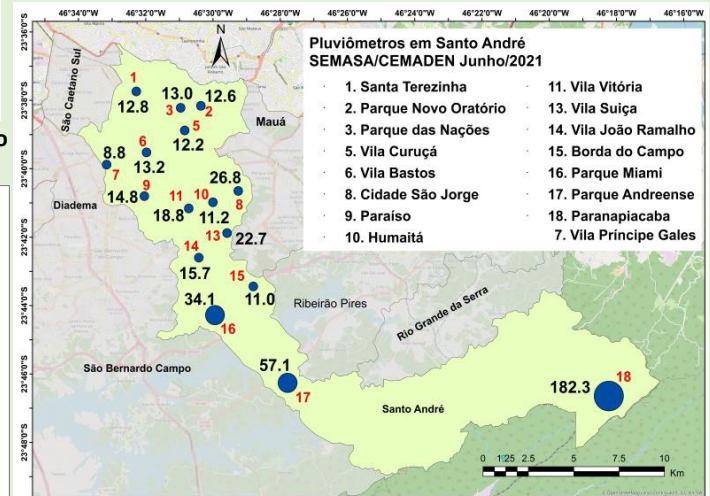 46°34'0"O
46°32'0"O
46°30'0"O
46°28'0"O
46°26'0"O
46°24'0"O
46°22'0"O
46°20'0"O
46°18'0"O
46°16'0"O
23°36'0"S
23°38'0"S
23°40'0"S
23°42'0"S
23°44'0"S
23°46'0"S
23°48'0"S
o
N
Pluviômetros em Santo André
SEMASA/CEMADEN Junho/2021
· 1. Santa Terezinha
· 2. Parque Novo Oratório
· 3. Parque das Nações
· 5. Vila Curuçá
· 6. Vila Bastos
· 8. Cidade São Jorge
· 9. Paraíso
· 10. Humaitá
· 11. Vila Vitória
· 13. Vila Suiça
· 14. Vila João Ramalho
· 15. Borda do Campo
· 16. Parque Miami
· 17. Parque Andreense
· 18. Paranapiacaba
7. Vila Príncipe Gales
São Caetano Sul
Mauá
Diadema
Ribeirão Pires
Rio Grande da Serra
São Bernardo Campo
Santo André
1
12.8
13.0
3
12.6
2
5
12.2
6
13.2
8.8
7
9
14.8
11
18.8
10
11.2
26.8
8
13
22.7
14
15.7
15
11.0
34.1
16
57.1
17
182.3
18
0 1.25 2.5 5 7.5 10
Km